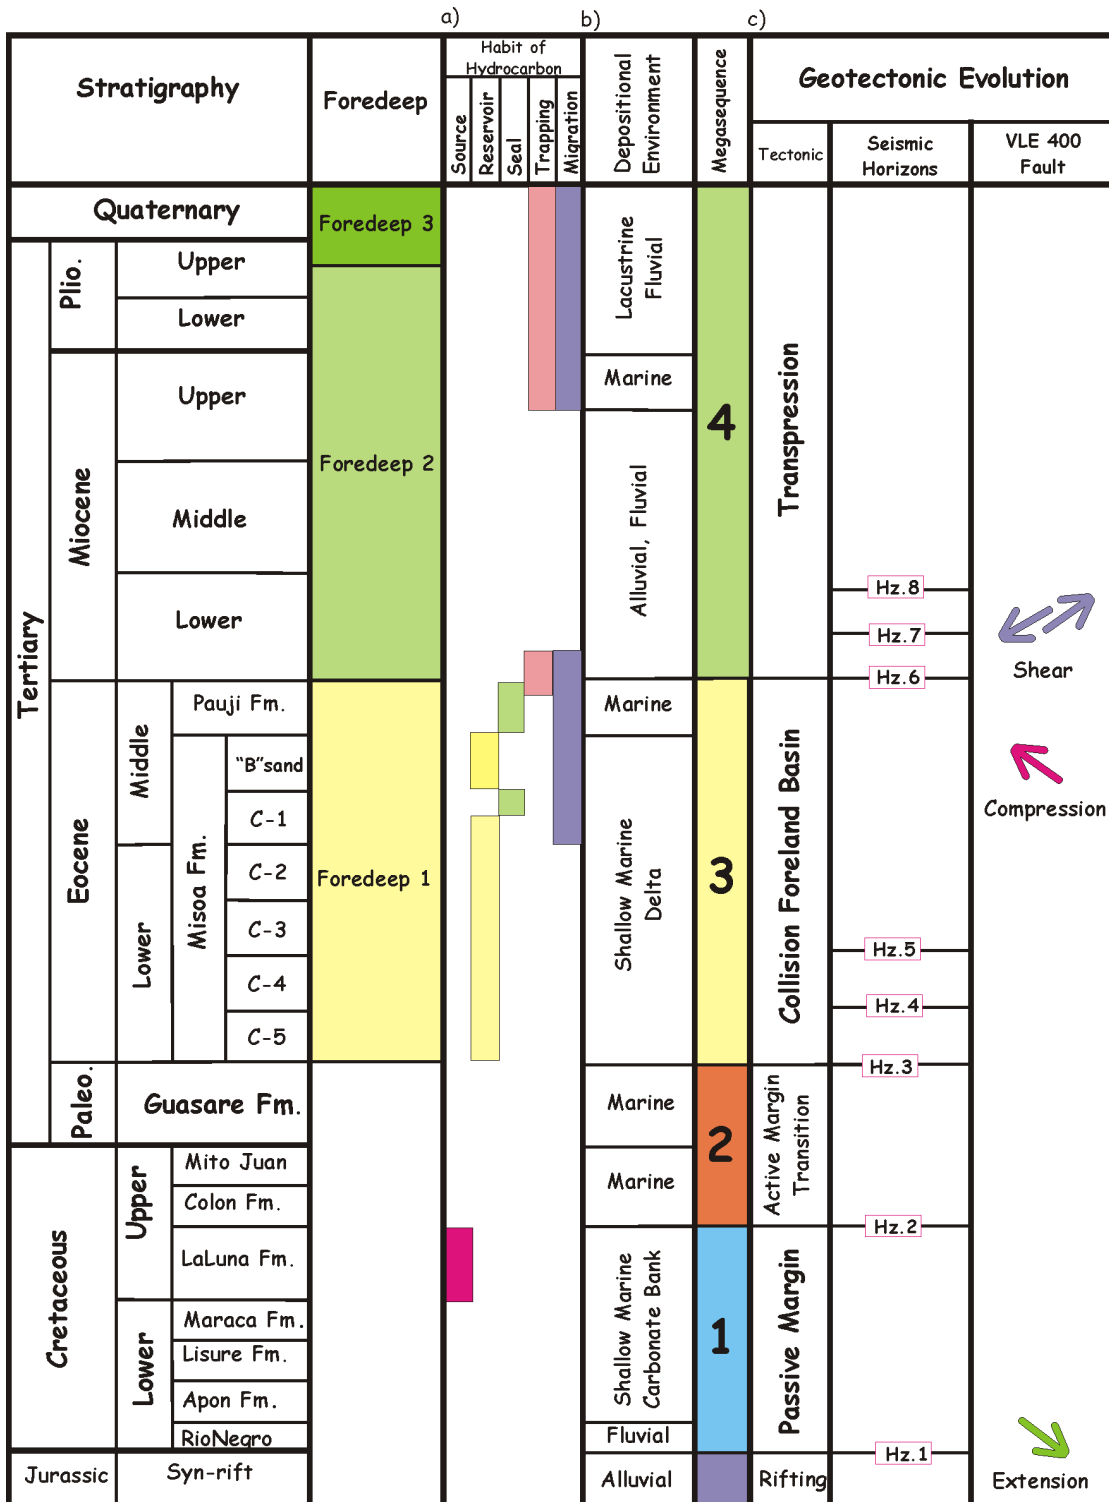 a)
b)
c)
Stratigraphy
Foredeep
Habit of
Hydrocarbon
Source
Reservoir
Seal
Trapping
Migration
Depositional
Environment
Megasequence
Geotectonic Evolution
Tectonic
Seismic
Horizons
VLE 400
Fault
Quaternary
Tertiary
Plio.
Upper
Lower
Miocene
Upper
Middle
Lower
Eocene
Middle
Lower
Pauji Fm.
Misoa Fm.
"B"sand
C-1
C-2
C-3
C-4
C-5
Paleo.
Guasare Fm.
Cretaceous
Upper
Mito Juan
Colon Fm.
LaLuna Fm.
Lower
Maraca Fm.
Lisure Fm.
Apon Fm.
RioNegro
Jurassic
Syn-rift
Foredeep 3
Foredeep 2
Foredeep 1
Lacustrine
Fluvial
Marine
Alluvial, Fluvial
Marine
Shallow Marine
Delta
Marine
Marine
Shallow Marine
Carbonate Bank
Fluvial
Alluvial
4
3
2
1
Transpression
Collision Foreland Basin
Active Margin
Transition
Passive Margin
Rifting
Hz.8
Hz.7
Hz.6
Hz.5
Hz.4
Hz.3
Hz.2
Hz.1
Shear
Compression
Extension